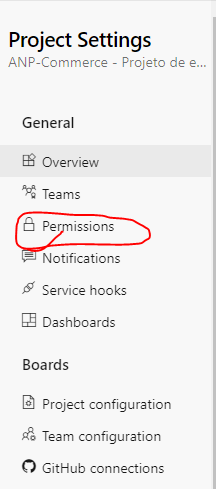 Project Settings
ANP-Commerce - Projeto de e...
General
Overview
Teams
Permissions
Notifications
Service hooks
Dashboards
Boards
Project configuration
Team configuration
GitHub connections